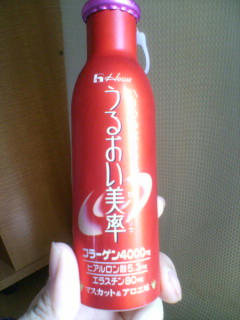 House
うるおい美率
コラーゲン4000mg
ヒアルロン酸5.3mg
エラスチン80mg
マスカット&アロエ味